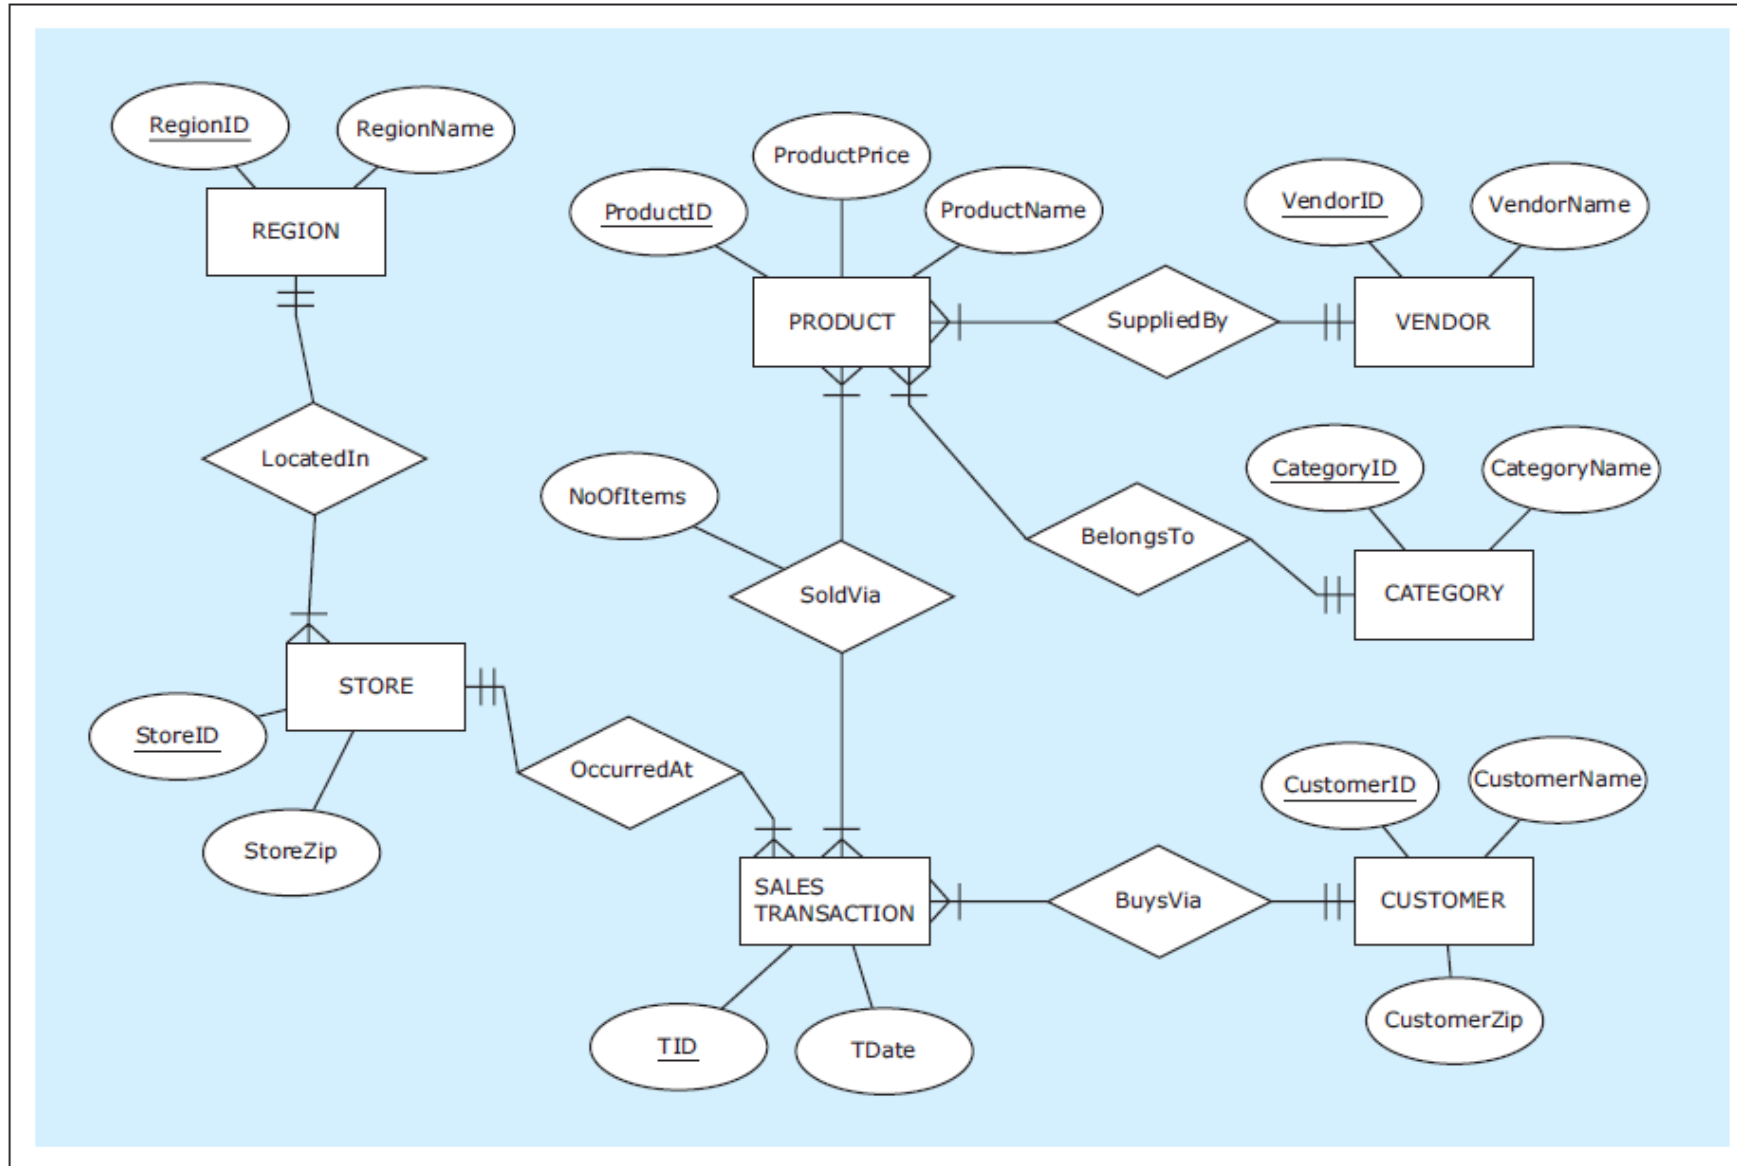 RegionID
RegionName
REGION
ProductPrice
ProductID
ProductName
VendorID
VendorName
PRODUCT
SuppliedBy
VENDOR
LocatedIn
NoOfItems
CategoryID
CategoryName
BelongsTo
SoldVia
CATEGORY
STORE
StoreID
OccurredAt
CustomerID
CustomerName
StoreZip
SALES
TRANSACTION
BuysVia
CUSTOMER
CustomerZip
TID
TDate